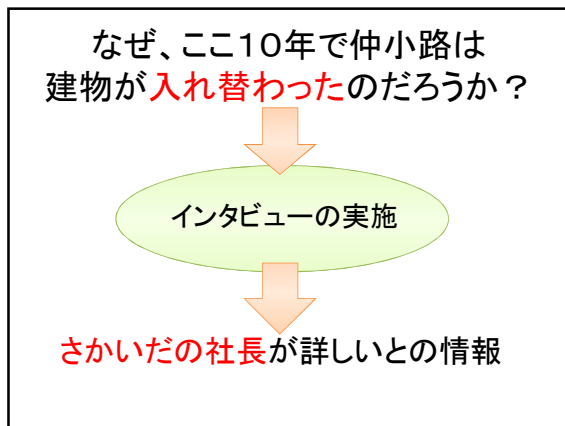 なぜ、ここ１０年で仲小路は
建物が入れ替わったのだろうか？
インタビューの実施
さかいだの社長が詳しいとの情報